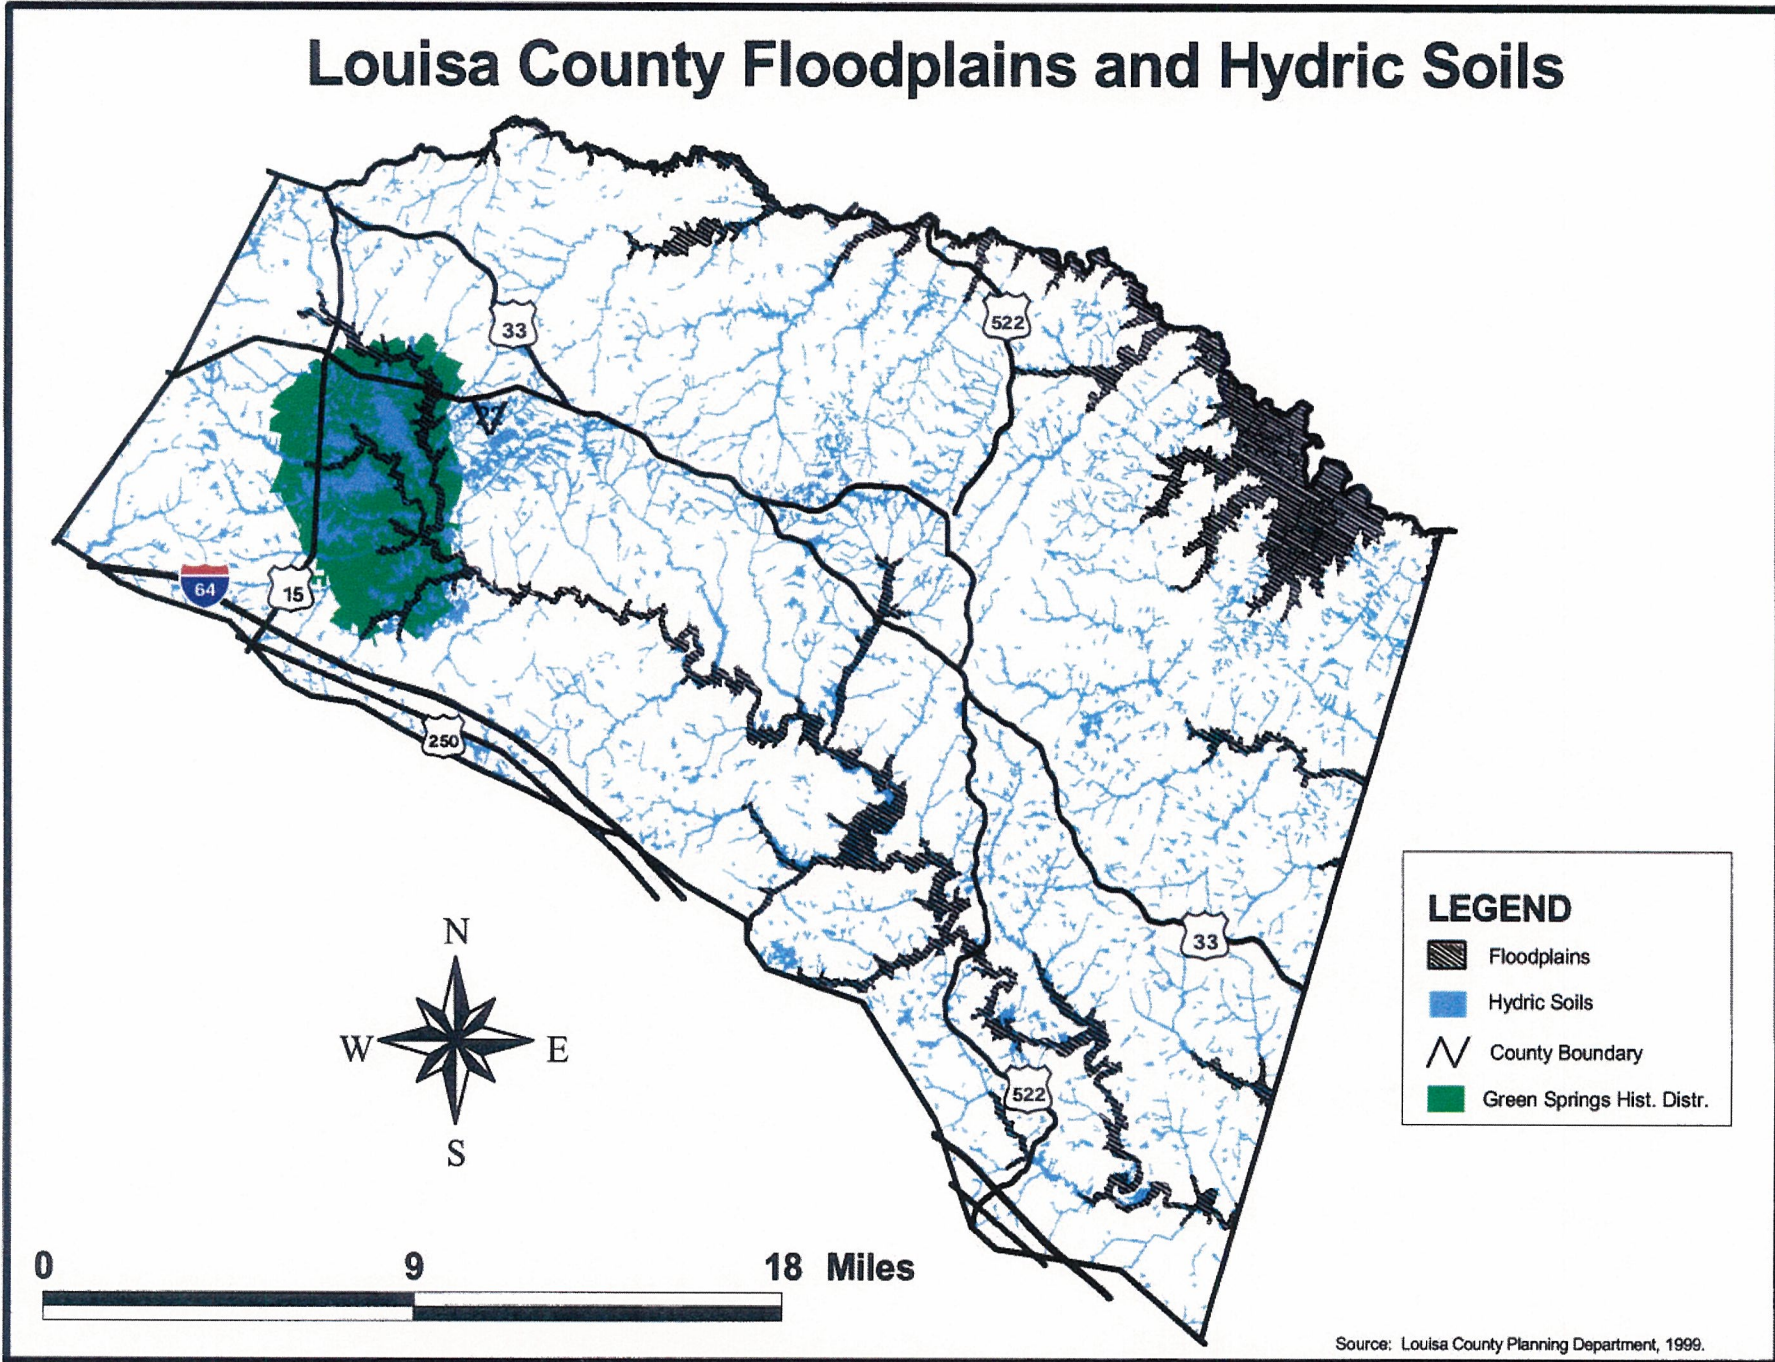 Louisa County Floodplains and Hydric Soils
33
522
64
15
250
33
522
N
W E
S
LEGEND
Floodplains
Hydric Soils
County Boundary
Green Springs Hist. Distr.
0 9 18 Miles
Source: Louisa County Planning Department, 1999.